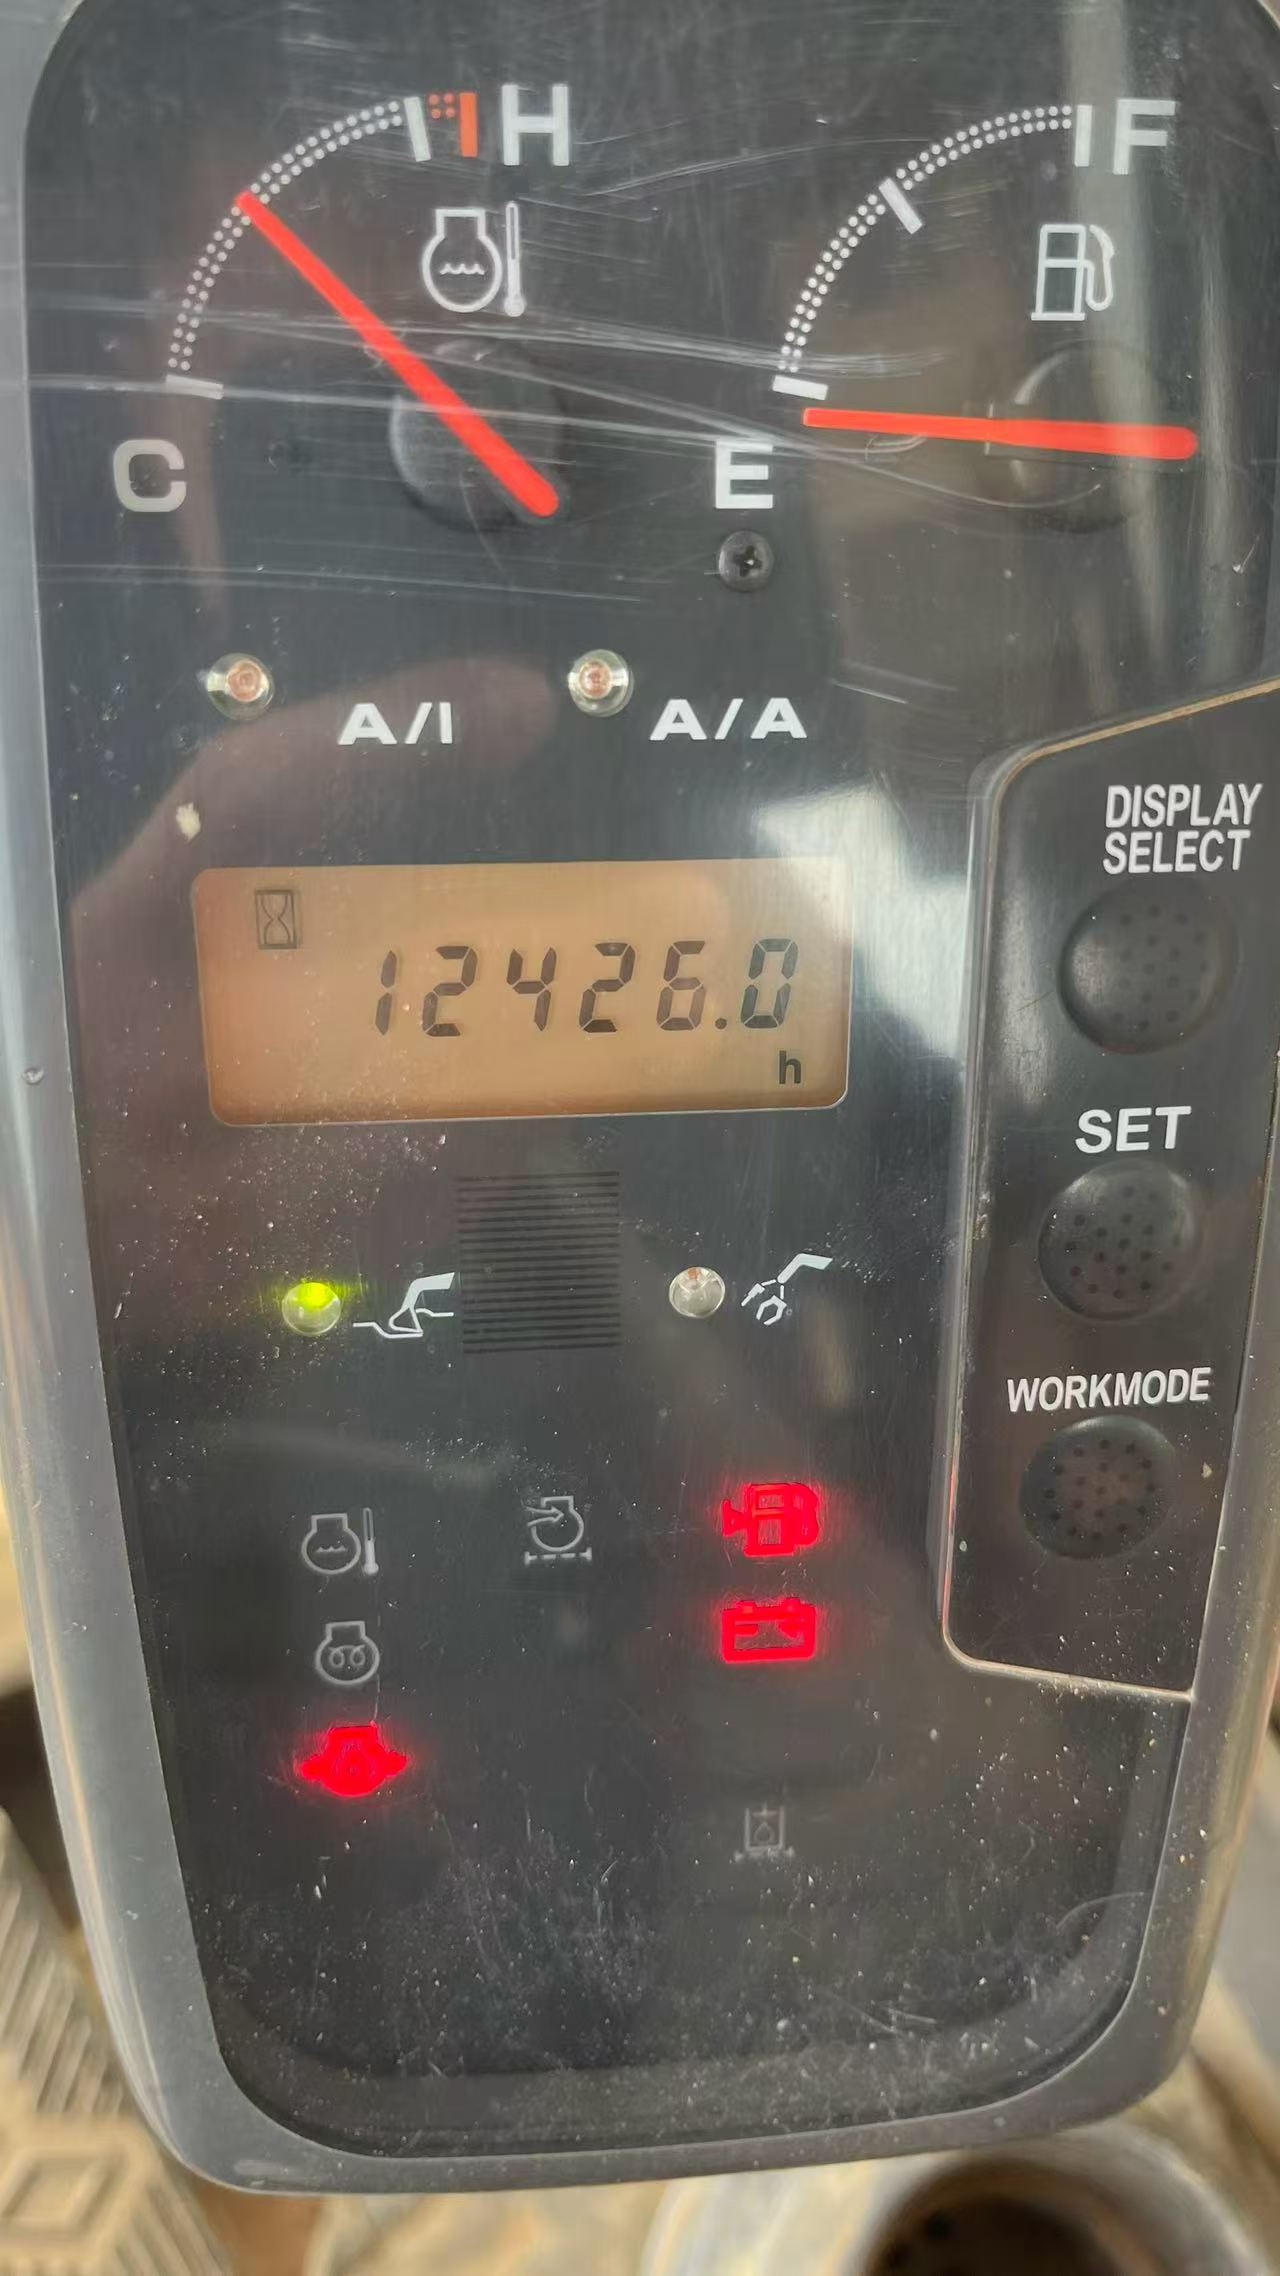 H
F
C
E
A/I
A/A
DISPLAY
SELECT
12426.0
h
SET
WORKMODE